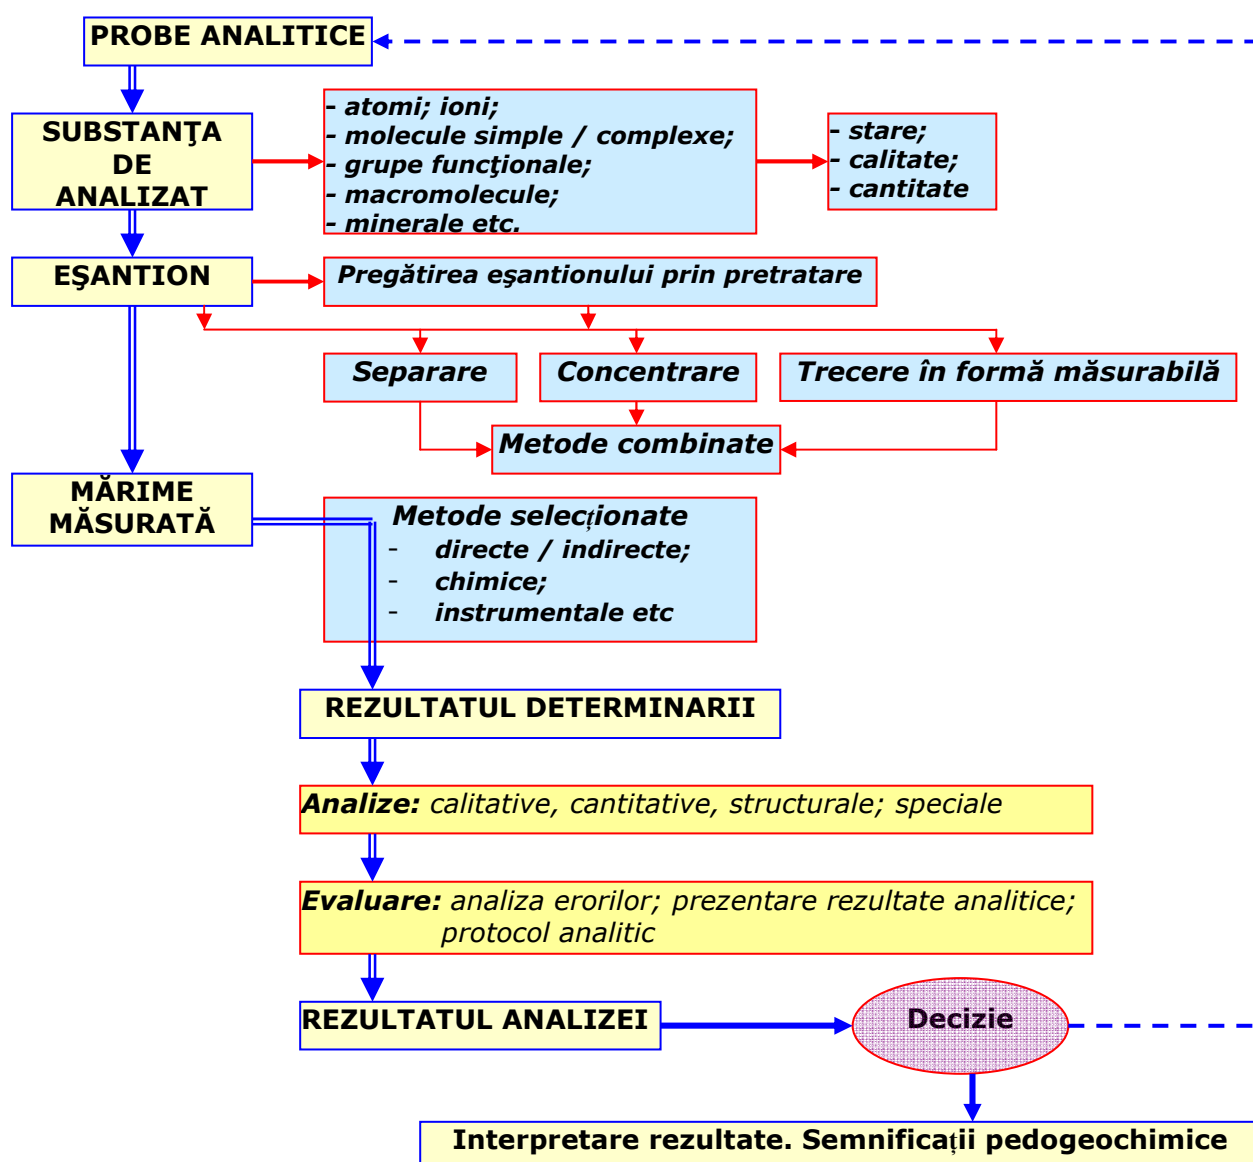 PROBE ANALITICE
SUBSTANŢA
DE
ANALIZAT
- atomi; ioni;
- molecule simple / complexe;
- grupe funcţionale;
- macromolecule;
- minerale etc.
- stare;
- calitate;
- cantitate
EŞANTION
Pregătirea eşantionului prin pretratare
Separare
Concentrare
Trecere în formă măsurabilă
Metode combinate
MĂRIME
MĂSURATĂ
Metode selecționate
- directe / indirecte;
- chimice;
- instrumentale etc
REZULTATUL DETERMINARII
Analize: calitative, cantitative, structurale; speciale
Evaluare: analiza erorilor; prezentare rezultate analitice;
protocol analitic
REZULTATUL ANALIZEI
Decizie
Interpretare rezultate. Semnificații pedogeochimice